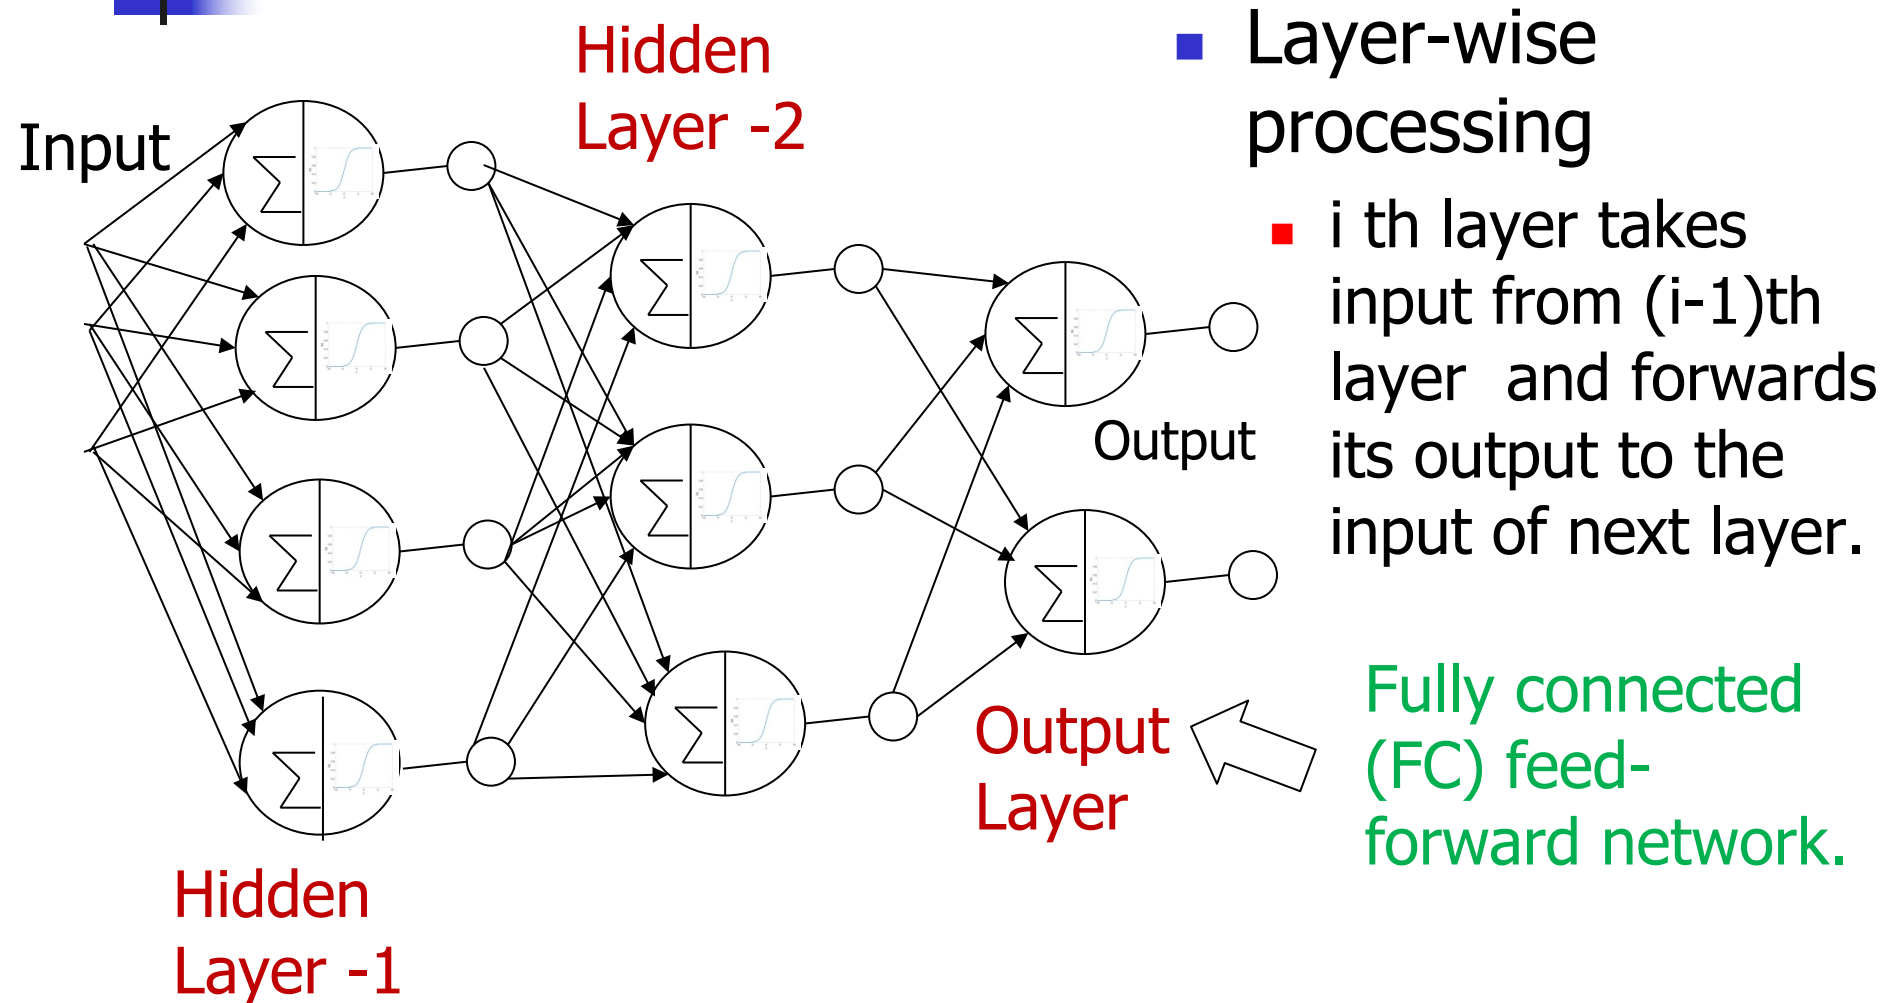 Input
Hidden
Layer -2
Hidden
Layer -1
Output
Output
Layer
Layer-wise
processing
i th layer takes
input from (i-1)th
layer  and forwards
its output to the
input of next layer.
Fully connected
(FC) feed-
forward network.
∑
∑
∑
∑
∑
∑
∑
∑
∑